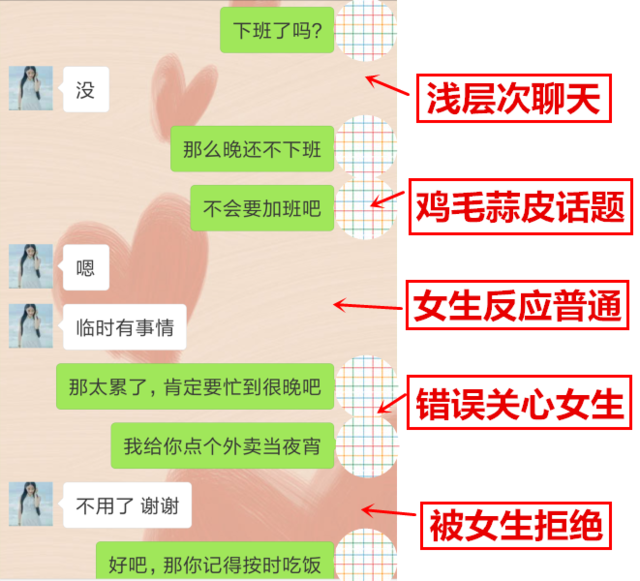 下班了吗?
没
浅层次聊天
那么晚还不下班
不会要加班吧
鸡毛蒜皮话题
嗯
女生反应普通
临时有事情
那太累了，肯定要忙到很晚吧
错误关心女生
我给你点个外卖当夜宵
不用了 谢谢
被女生拒绝
好吧，那你记得按时吃饭